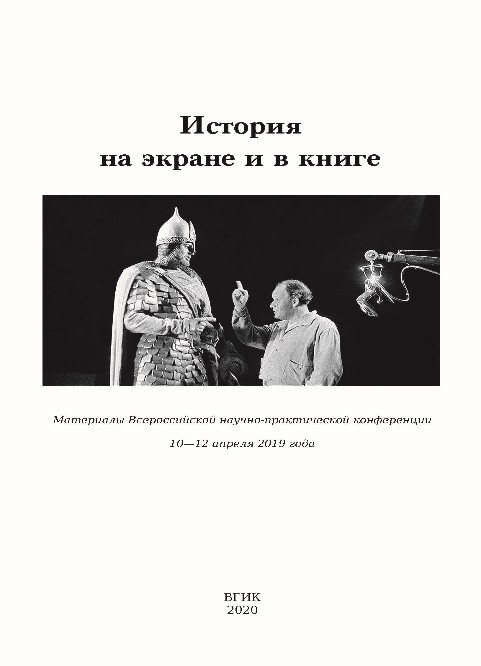 История
на экране и в книге
Материалы Всероссийской научно-практической конференции
10—12 апреля 2019 года
ВГИК
2020